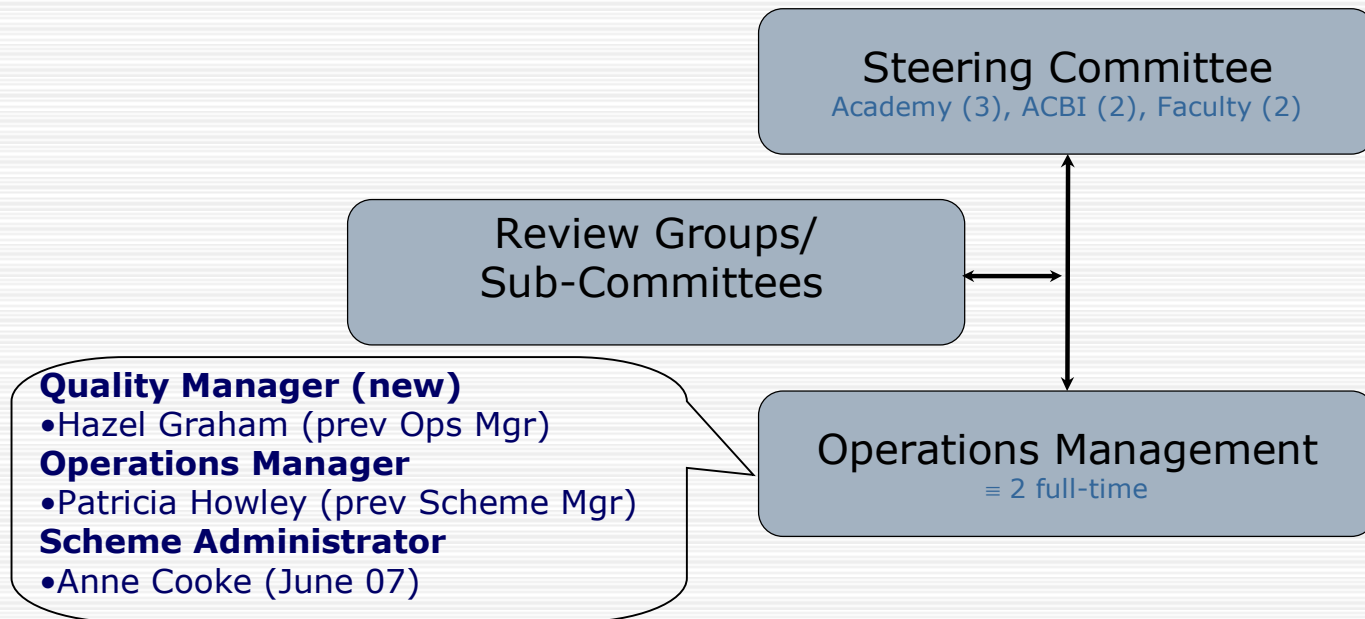 Steering Committee
Academy (3), ACBI (2), Faculty (2)
Review Groups/
Sub-Committees
Quality Manager (new)
•Hazel Graham (prev Ops Mgr)
Operations Manager
•Patricia Howley (prev Scheme Mgr)
Scheme Administrator
•Anne Cooke (June 07)
Operations Management
≡ 2 full-time